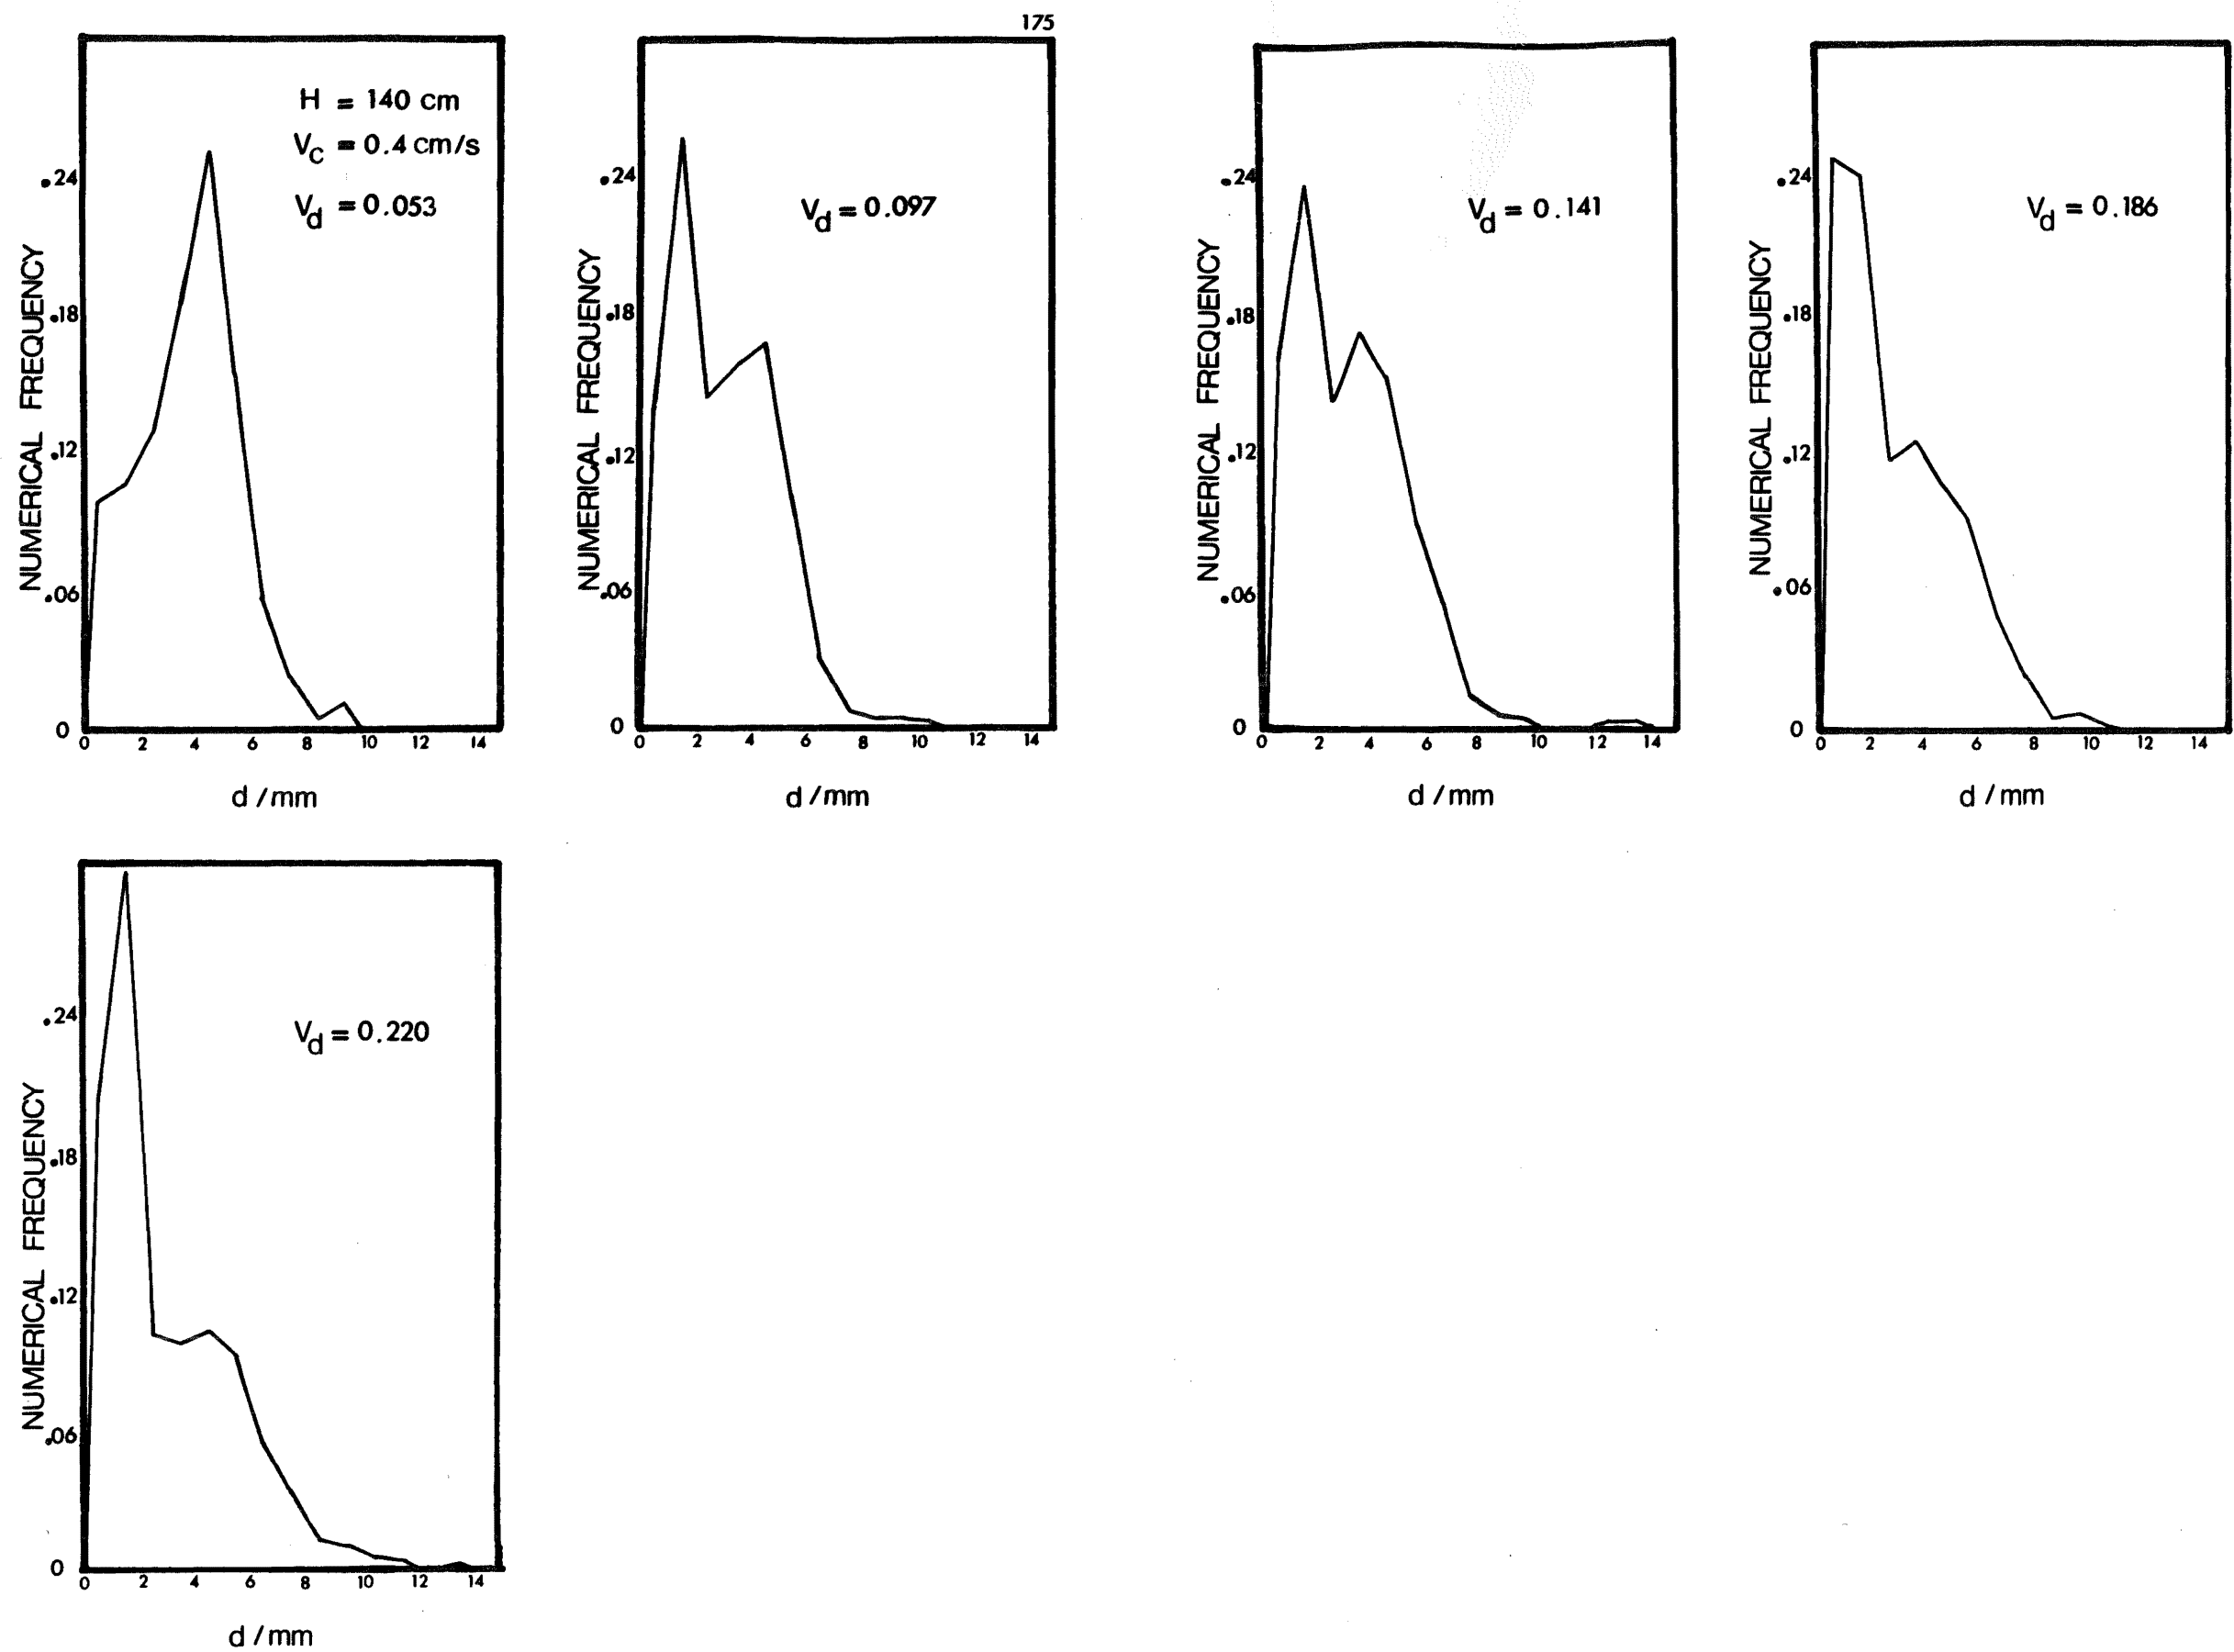 175
H = 140 cm
Vc = 0.4 cm/s
Vd = 0.053
.24
.18
.12
.06
0
0 2 4 6 8 10 12 14
NUMERICAL FREQUENCY
d /mm
Vd = 0.097
.24
.18
.12
.06
0
0 2 4 6 8 10 12 14
NUMERICAL FREQUENCY
d /mm
Vd = 0.141
.24
.18
.12
.06
0
0 2 4 6 8 10 12 14
NUMERICAL FREQUENCY
d /mm
Vd = 0.186
.24
.18
.12
.06
0
0 2 4 6 8 10 12 14
NUMERICAL FREQUENCY
d /mm
Vd = 0.220
.24
.18
.12
.06
0
0 2 4 6 8 10 12 14
NUMERICAL FREQUENCY
d /mm